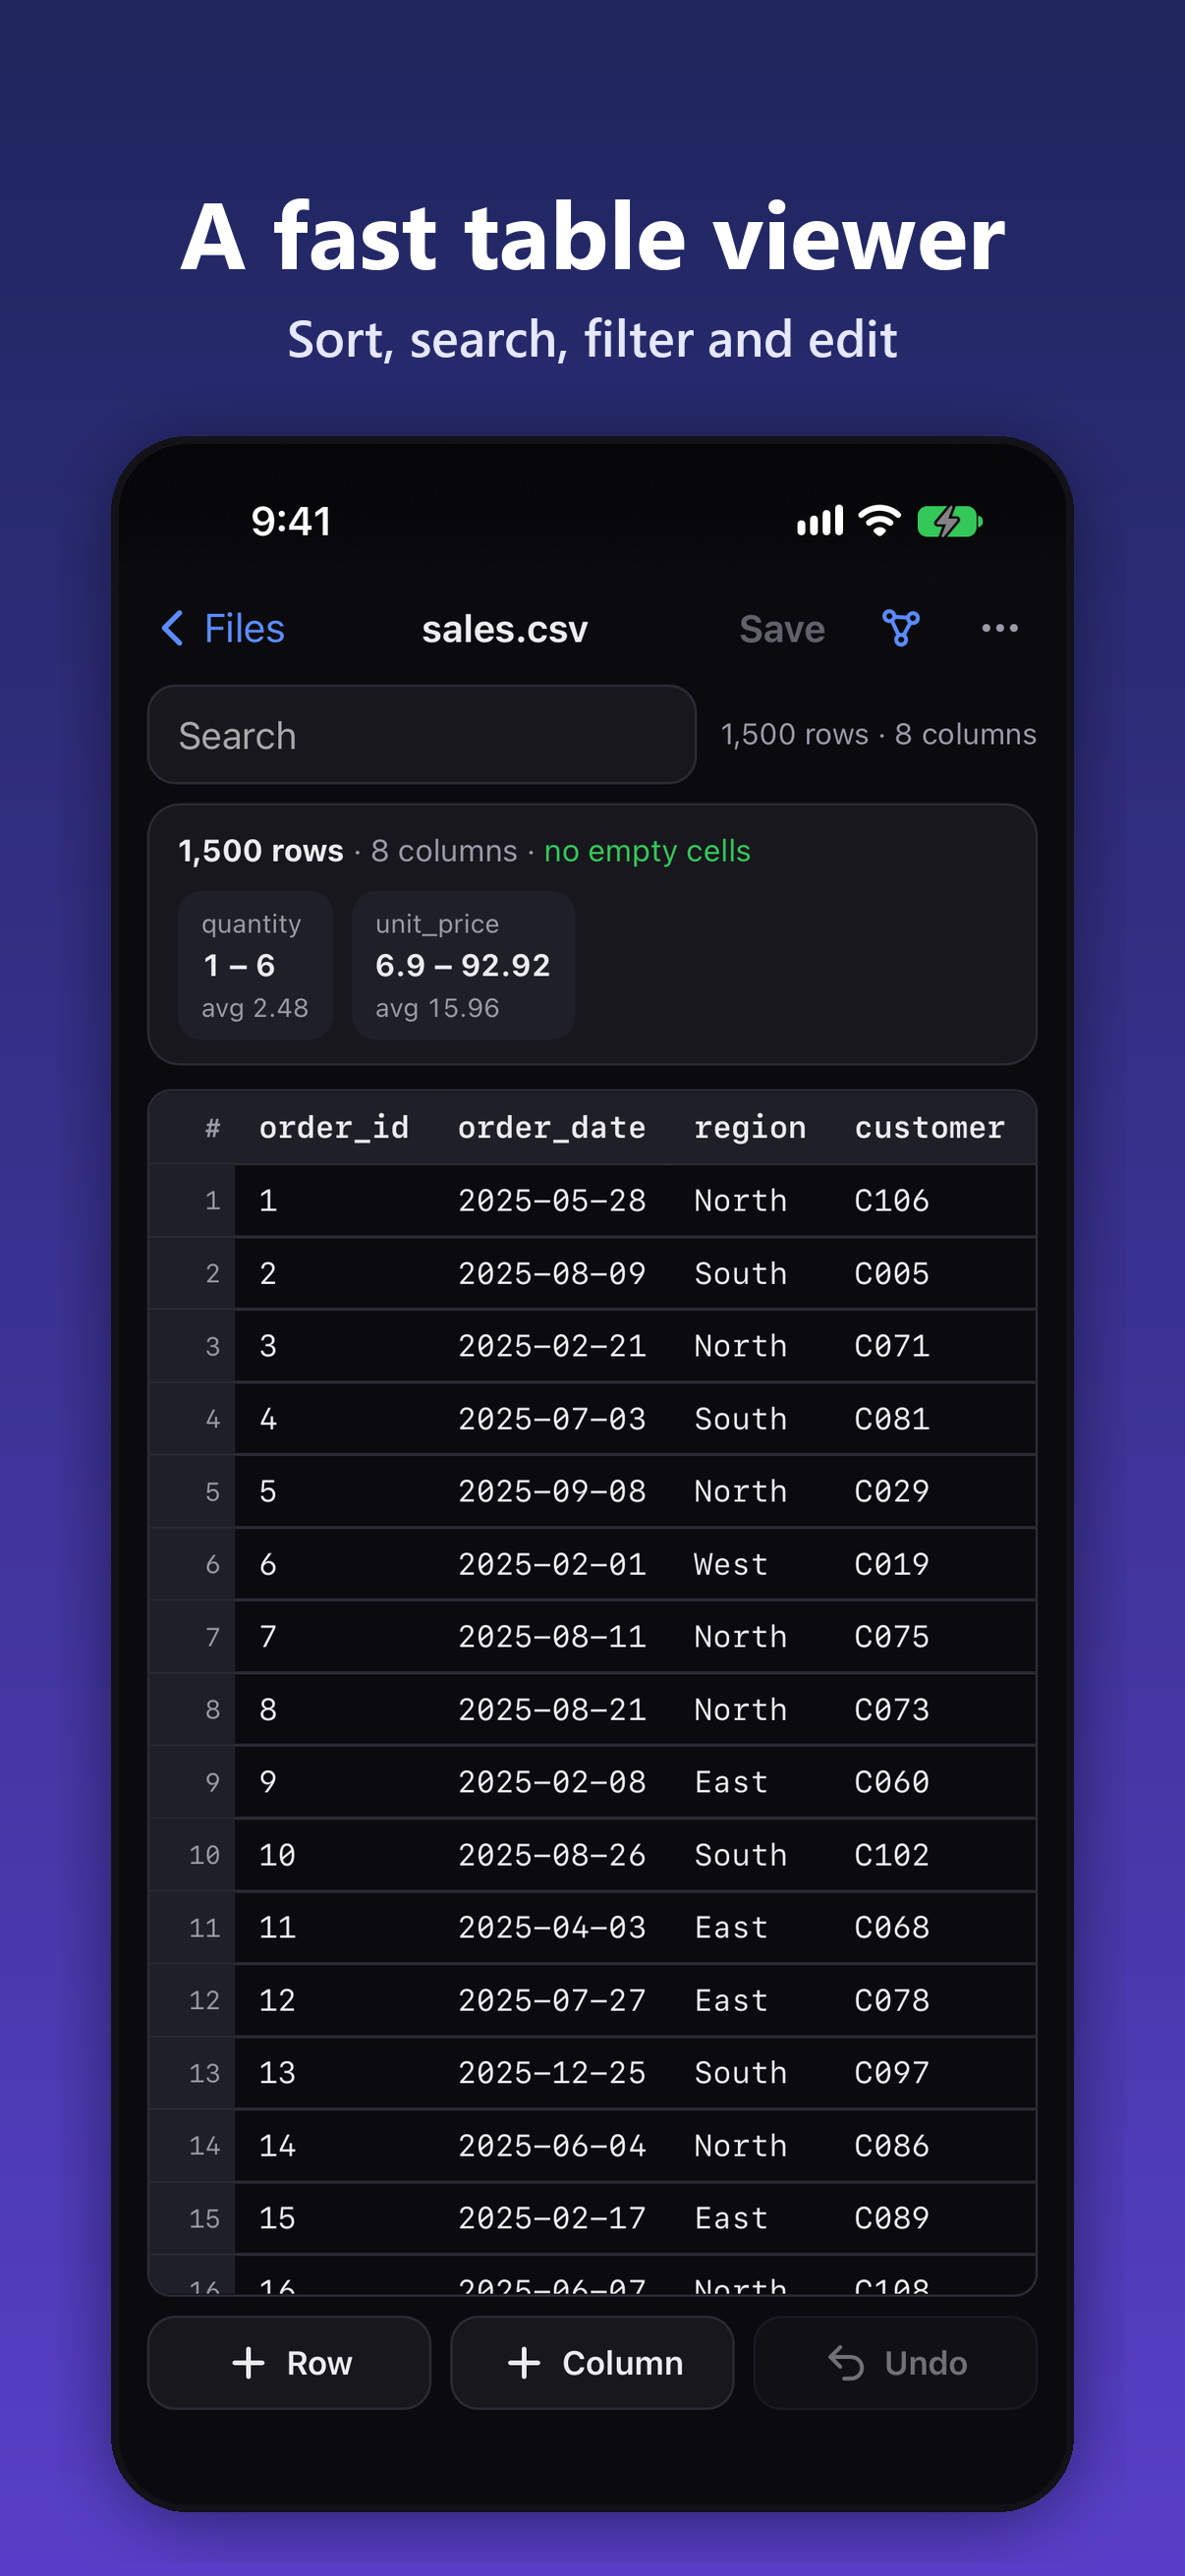 A fast table viewer
Sort, search, filter and edit
9:41
Files sales.csv Save
Search 1,500 rows · 8 columns
1,500 rows · 8 columns · no empty cells
quantity unit_price
1 – 6 6.9 – 92.92
avg 2.48 avg 15.96
# order_id order_date region customer
1 1 2025-05-28 North C106
2 2 2025-08-09 South C005
3 3 2025-02-21 North C071
4 4 2025-07-03 South C081
5 5 2025-09-08 North C029
6 6 2025-02-01 West C019
7 7 2025-08-11 North C075
8 8 2025-08-21 North C073
9 9 2025-02-08 East C060
10 10 2025-08-26 South C102
11 11 2025-04-03 East C068
12 12 2025-07-27 East C078
13 13 2025-12-25 South C097
14 14 2025-06-04 North C086
15 15 2025-02-17 East C089
16 16 2025-06-07 North C108
+ Row + Column Undo